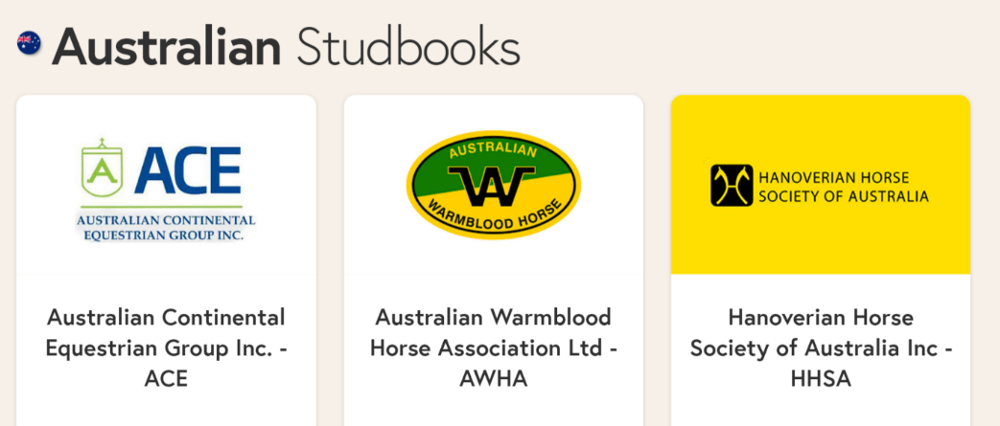 Australian Studbooks
A ACE
AUSTRALIAN CONTINENTAL
EQUESTRIAN GROUP INC.
Australian Continental
Equestrian Group Inc. -
ACE
AUSTRALIAN
WA
WARMBLOOD HORSE
Australian Warmblood
Horse Association Ltd -
AWHA
HANOVERIAN HORSE
SOCIETY OF AUSTRALIA
Hanoverian Horse
Society of Australia Inc -
HHSA